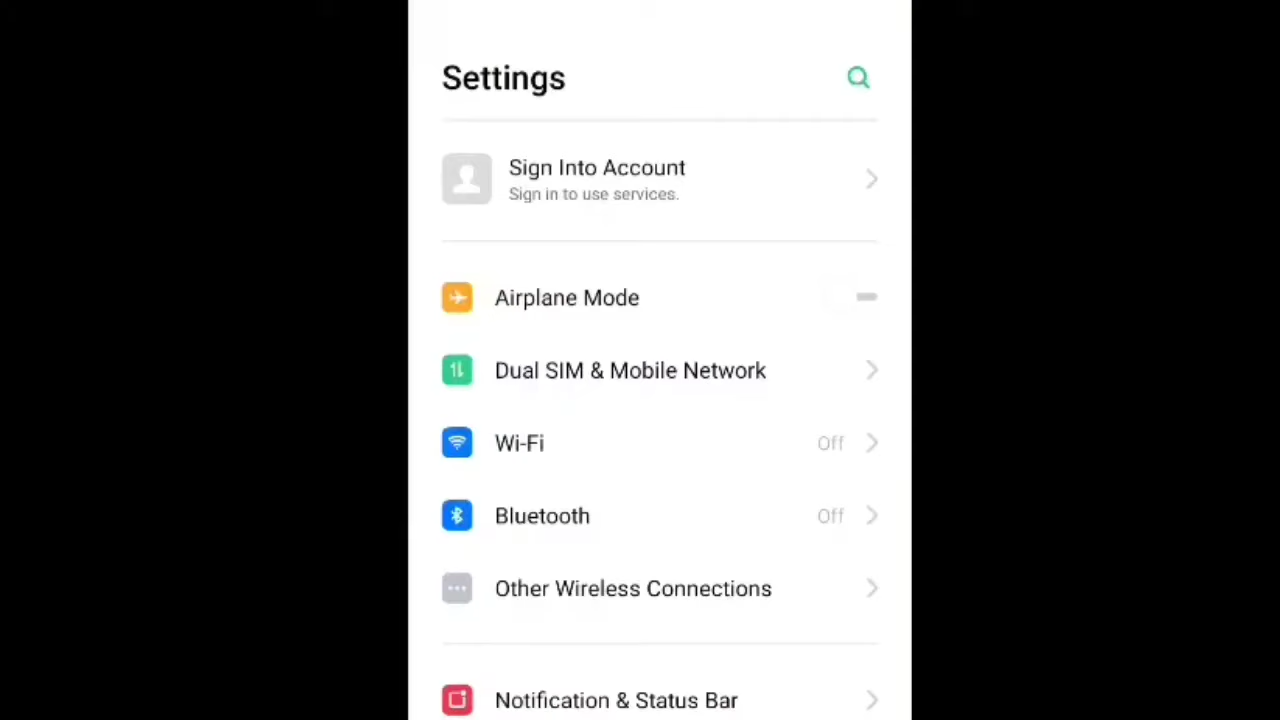 Settings
Sign Into Account
Sign in to use services.
Airplane Mode
Dual SIM & Mobile Network
Wi-Fi
Off
Bluetooth
Off
Other Wireless Connections
Notification & Status Bar